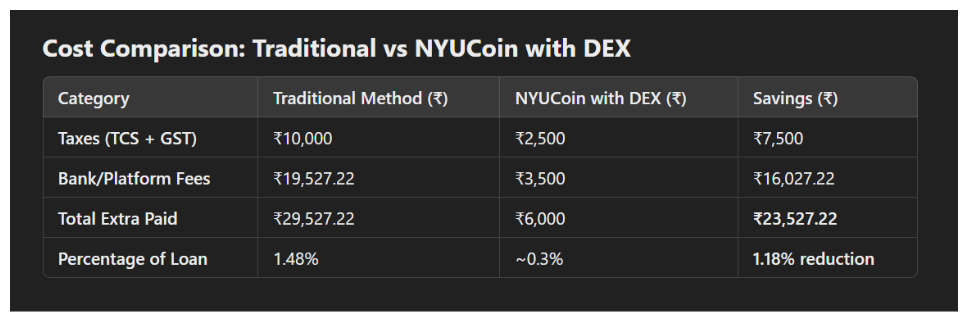 Cost Comparison: Traditional vs NYUCoin with DEX
Category Traditional Method (₹) NYUCoin with DEX (₹) Savings (₹)
Taxes (TCS + GST) ₹10,000 ₹2,500 ₹7,500
Bank/Platform Fees ₹19,527.22 ₹3,500 ₹16,027.22
Total Extra Paid ₹29,527.22 ₹6,000 ₹23,527.22
Percentage of Loan 1.48% ~0.3% 1.18% reduction